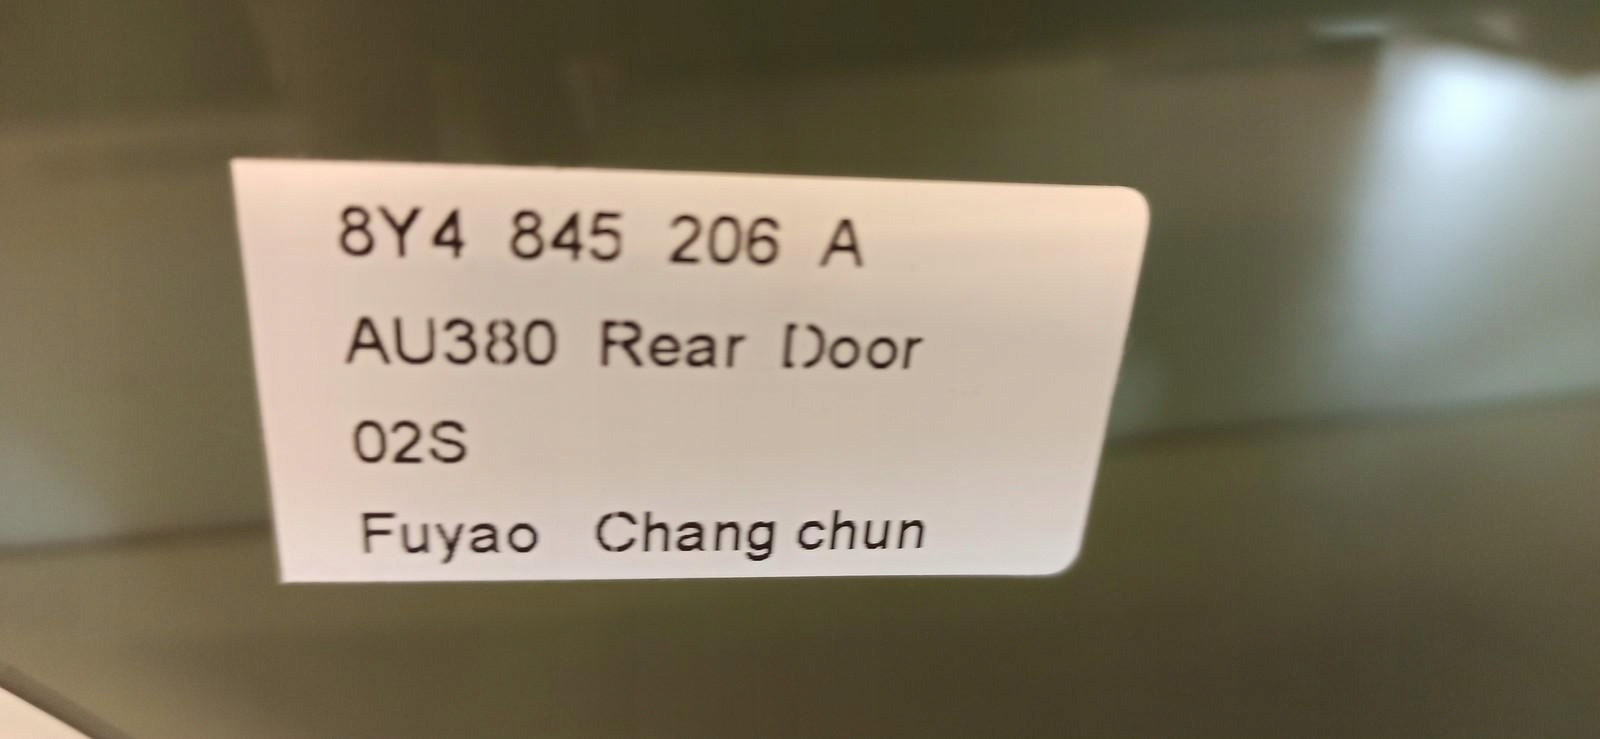 8Y4 845 206 A
AU380 Rear Door
02S
Fuyao Chang chun